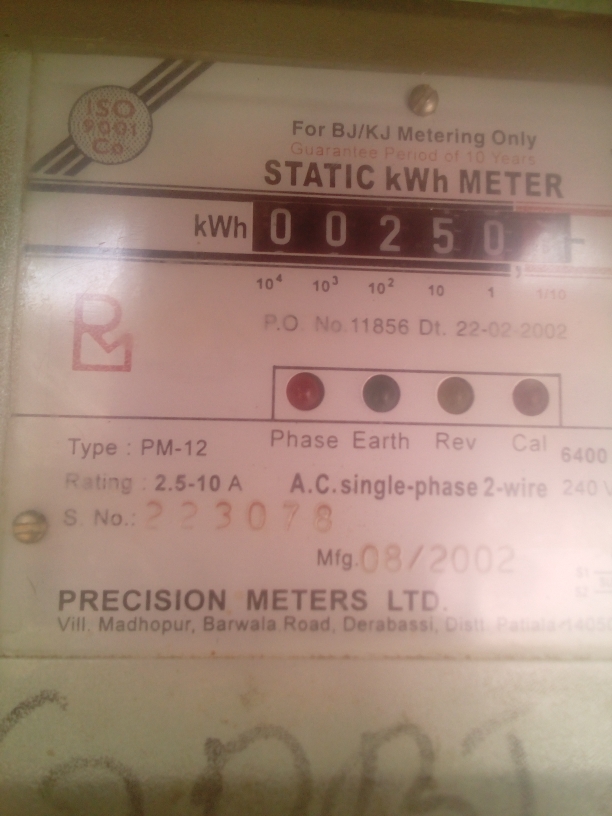 ISO
9001
Co
For BJ/KJ Metering Only
Guarantee Period of 10 Years
STATIC kWh METER
kWh 0 0 2 5 0
10⁴ 10³ 10² 10 1 1/10
P.O. No.11856 Dt. 22-02-2002
Phase Earth Rev Cal 6400
Type : PM-12
Rating : 2.5-10 A A.C.single-phase 2-wire 240 V
S. No.: 223078
Mfg.08/2002
PRECISION METERS LTD.
Vill. Madhopur, Barwala Road, Derabassi, Distt. Patiala